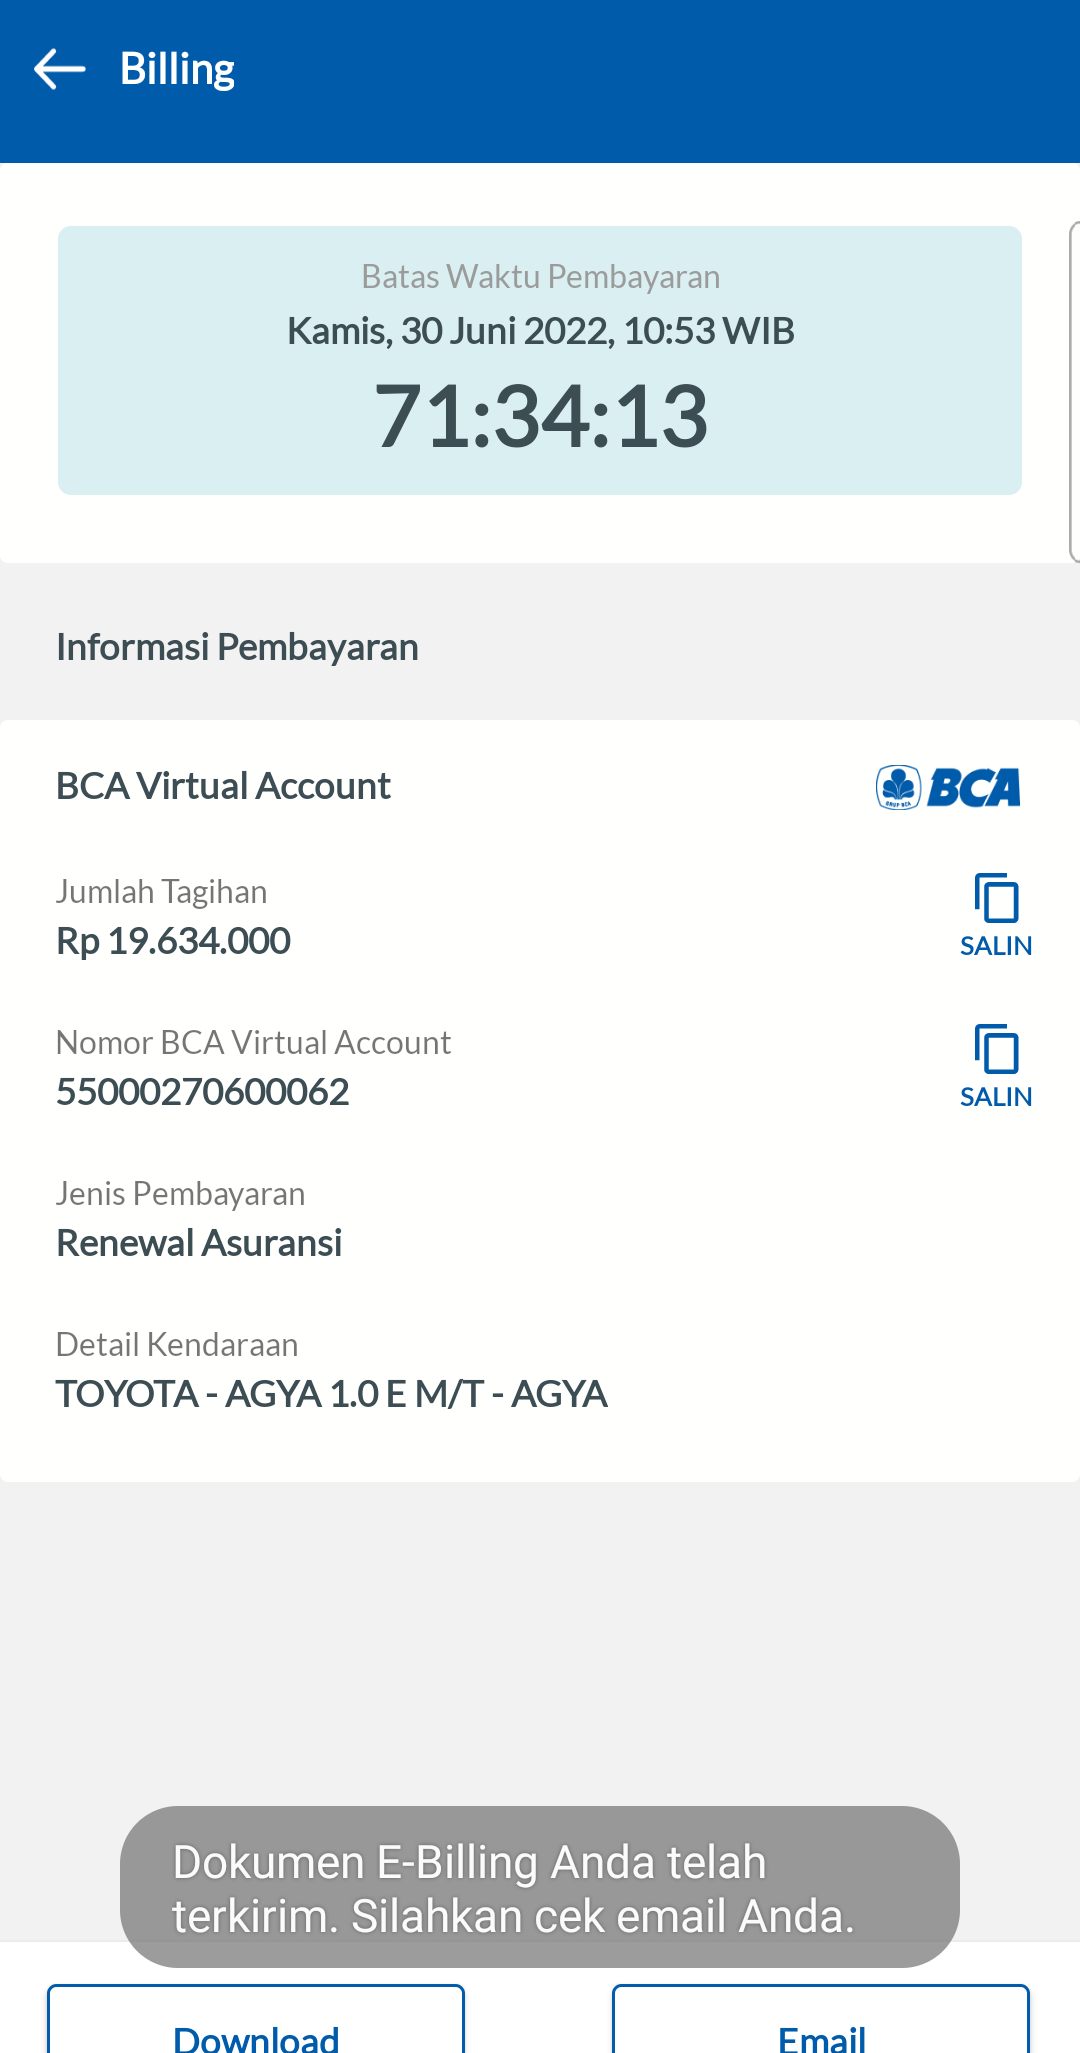 Billing
Batas Waktu Pembayaran
Kamis, 30 Juni 2022, 10:53 WIB
71:34:13
Informasi Pembayaran
BCA Virtual Account
GRUP BCA
BCA
Jumlah Tagihan
Rp 19.634.000
SALIN
Nomor BCA Virtual Account
55000270600062
SALIN
Jenis Pembayaran
Renewal Asuransi
Detail Kendaraan
TOYOTA - AGYA 1.0 E M/T - AGYA
Dokumen E-Billing Anda telah
terkirim. Silahkan cek email Anda.
Download
Email